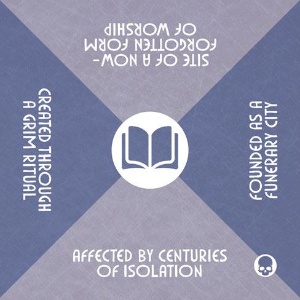 SITE OF A NOW-
FORGOTTEN FORM
OF WORSHIP
CREATED THROUGH
A GRIM RITUAL
FOUNDED AS A
FUNERARY CITY
AFFECTED BY CENTURIES
OF ISOLATION